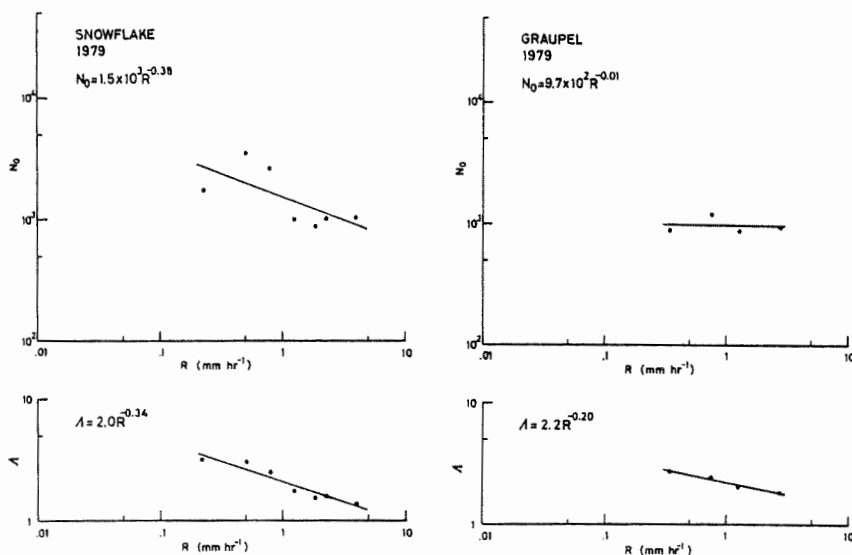 SNOWFLAKE
1979
N₀=1.5×10³R⁻⁰·³⁸
10⁴
N₀
10³
10²
.01
.1
1
10
R (mm hr⁻¹)
GRAUPEL
1979
N₀=9.7×10²R⁻⁰·⁰¹
10⁴
N₀
10³
10²
.01
.1
1
10
R (mm hr⁻¹)
10
Λ=2.0R⁻⁰·³⁴
Λ
1
.01
.1
1
10
R (mm hr⁻¹)
10
Λ=2.2R⁻⁰·²⁰
Λ
1
.01
.1
1
10
R (mm hr⁻¹)